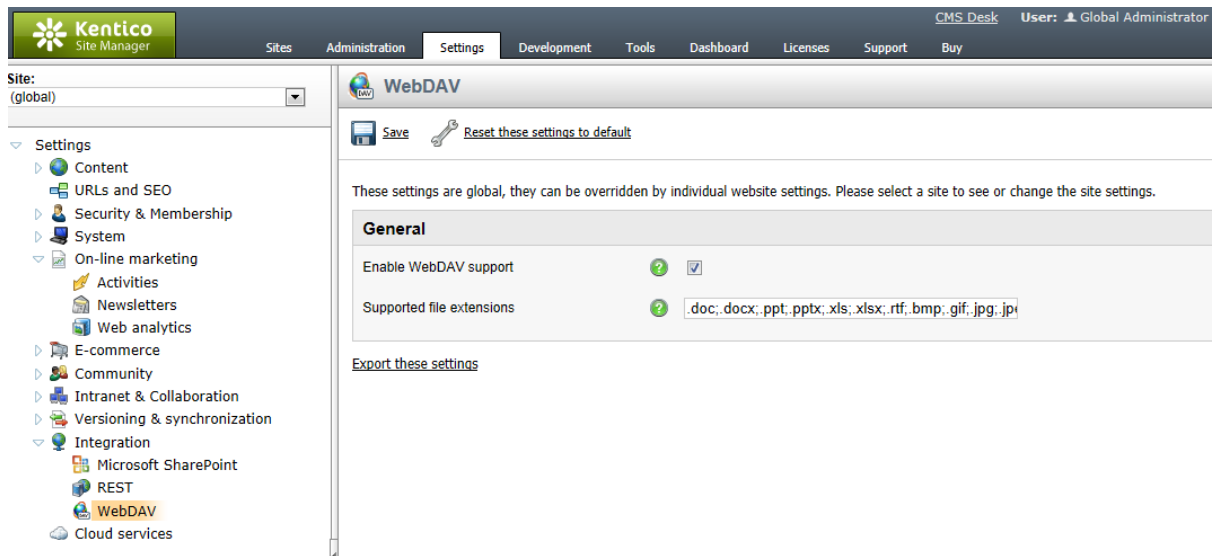 CMS Desk User: Global Administrator
Kentico
Site Manager
Sites Administration Settings Development Tools Dashboard Licenses Support Buy
Site:
(global)
Settings
Content
URLs and SEO
Security & Membership
System
On-line marketing
Activities
Newsletters
Web analytics
E-commerce
Community
Intranet & Collaboration
Versioning & synchronization
Integration
Microsoft SharePoint
REST
WebDAV
Cloud services
DAV
WebDAV
Save Reset these settings to default
These settings are global, they can be overridden by individual website settings. Please select a site to see or change the site settings.
General
Enable WebDAV support ?
Supported file extensions ? .doc;.docx;.ppt;.pptx;.xls;.xlsx;.rtf;.bmp;.gif;.jpg;.jpe
Export these settings